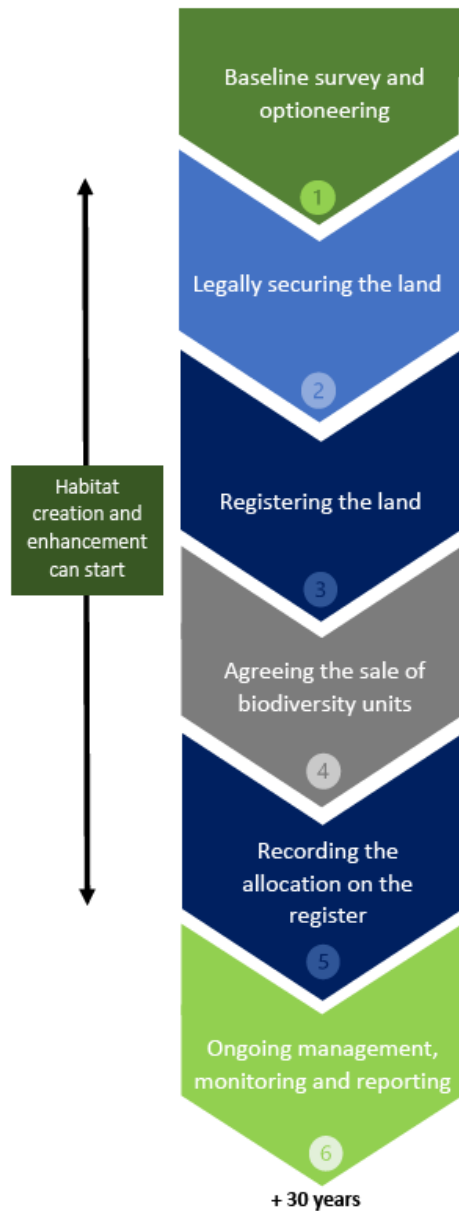 Baseline survey and
optioneering
1
Legally securing the land
2
Habitat
creation and
enhancement
can start
Registering the land
3
Agreeing the sale of
biodiversity units
4
Recording the
allocation on the
register
5
Ongoing management,
monitoring and reporting
6
+ 30 years